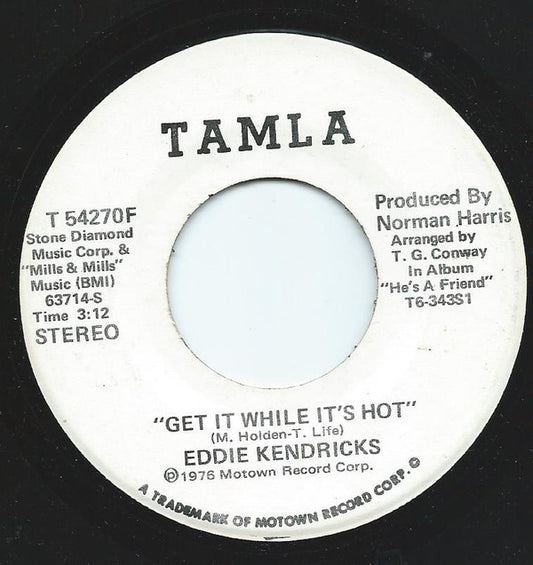 TAMLA
T 54270F
Stone Diamond
Music Corp. &
"Mills & Mills"
Music (BMI)
63714-S
Time 3:12
STEREO
Produced By
Norman Harris
Arranged by
T. G. Conway
In Album
"He's A Friend"
T6-343S1
"GET IT WHILE IT'S HOT"
(M. Holden-T. Life)
EDDIE KENDRICKS
℗1976 Motown Record Corp.
A TRADEMARK OF MOTOWN RECORD CORP. ©